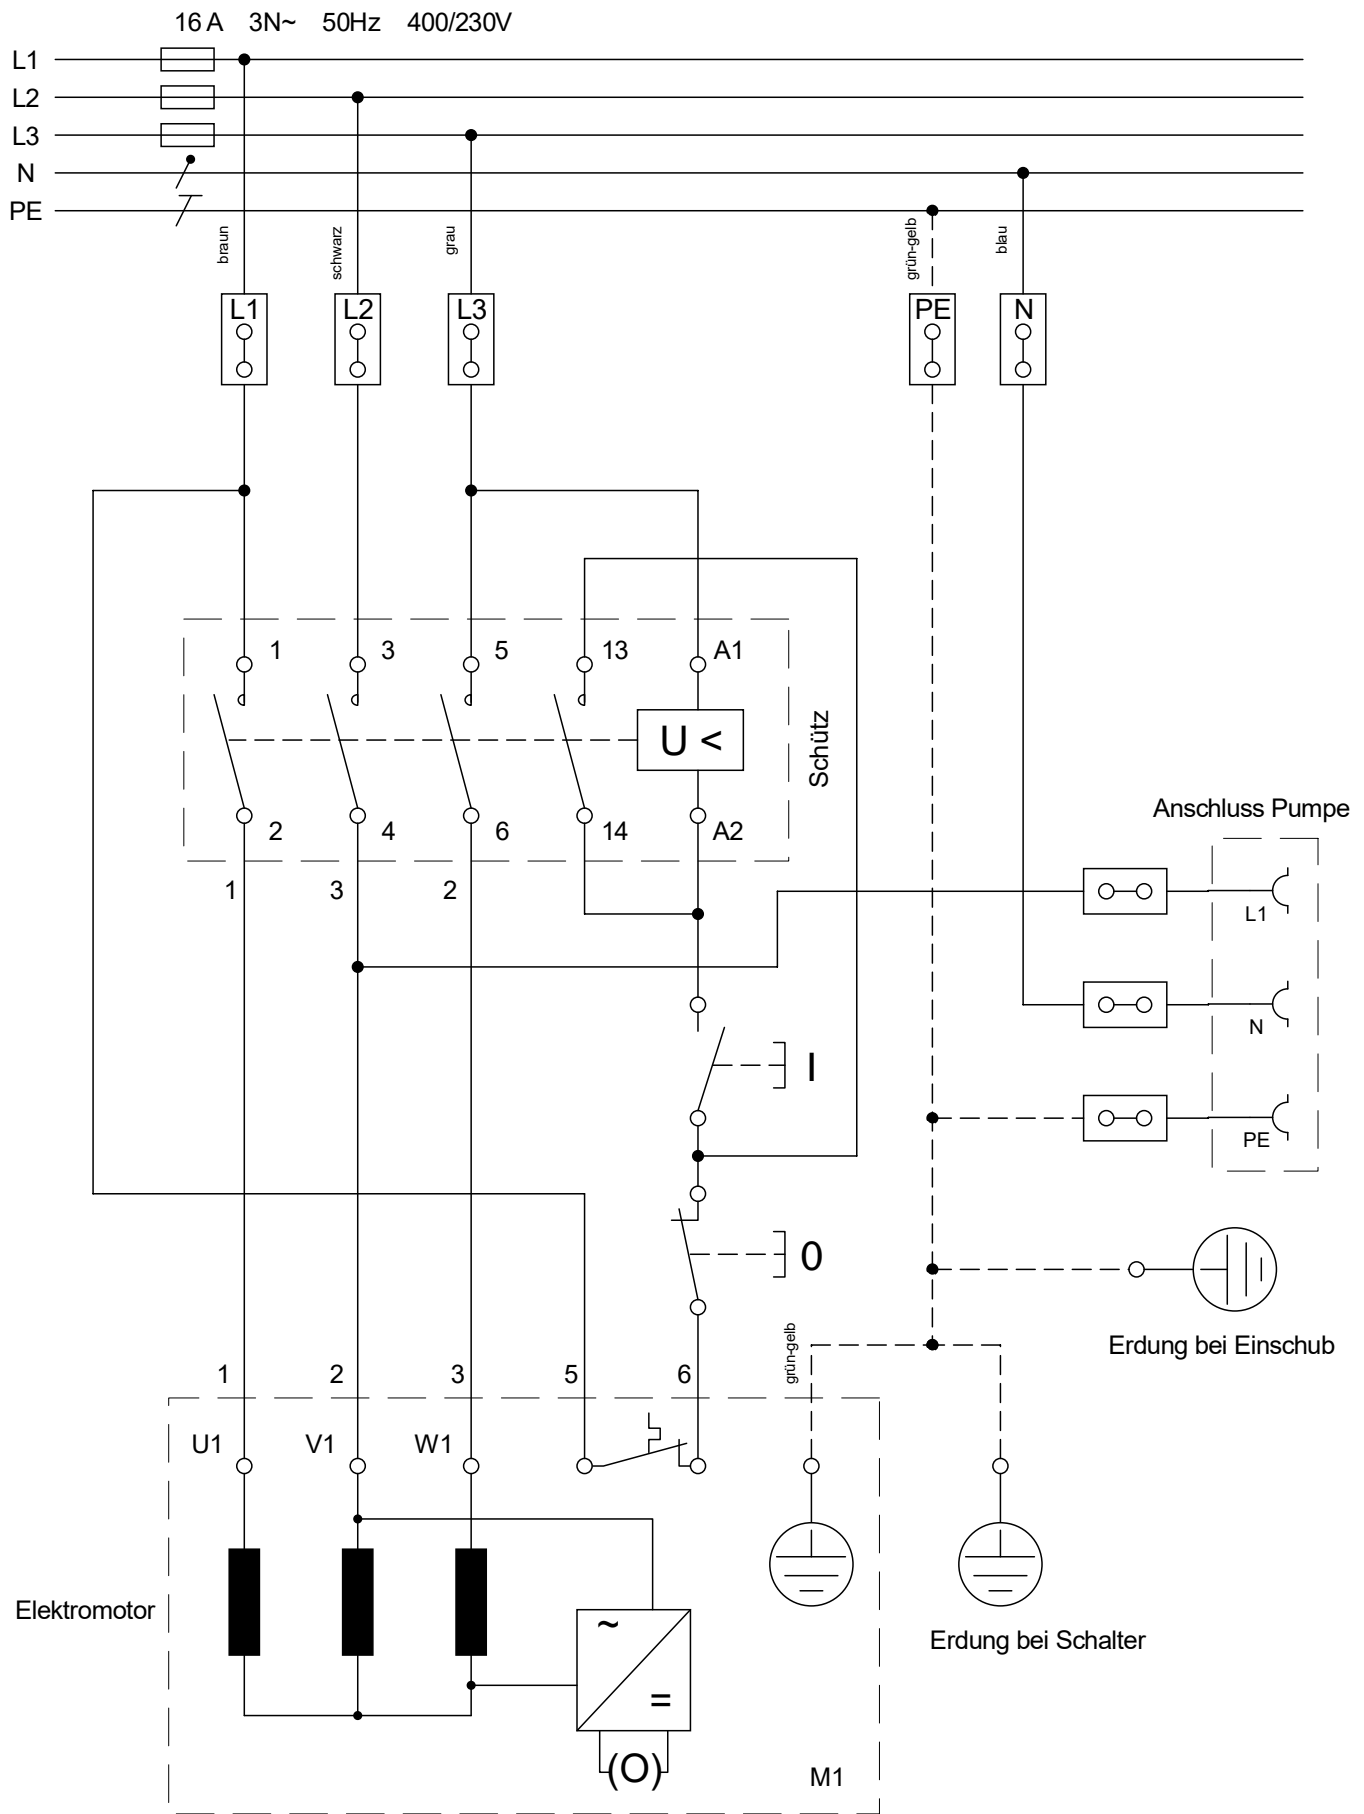 16 A 3N~ 50Hz 400/230V
L1
L2
L3
N
PE
braun
schwarz
grau
grün-gelb
blau
L1 L2 L3 PE N
1 3 5 13 A1
U <
Schütz
2 4 6 14 A2
1 3 2
Anschluss Pumpe
L1
N
PE
I
0
Erdung bei Einschub
grün-gelb
1 2 3 5 6
U1 V1 W1
Elektromotor
~
=
(O)
Erdung bei Schalter
M1